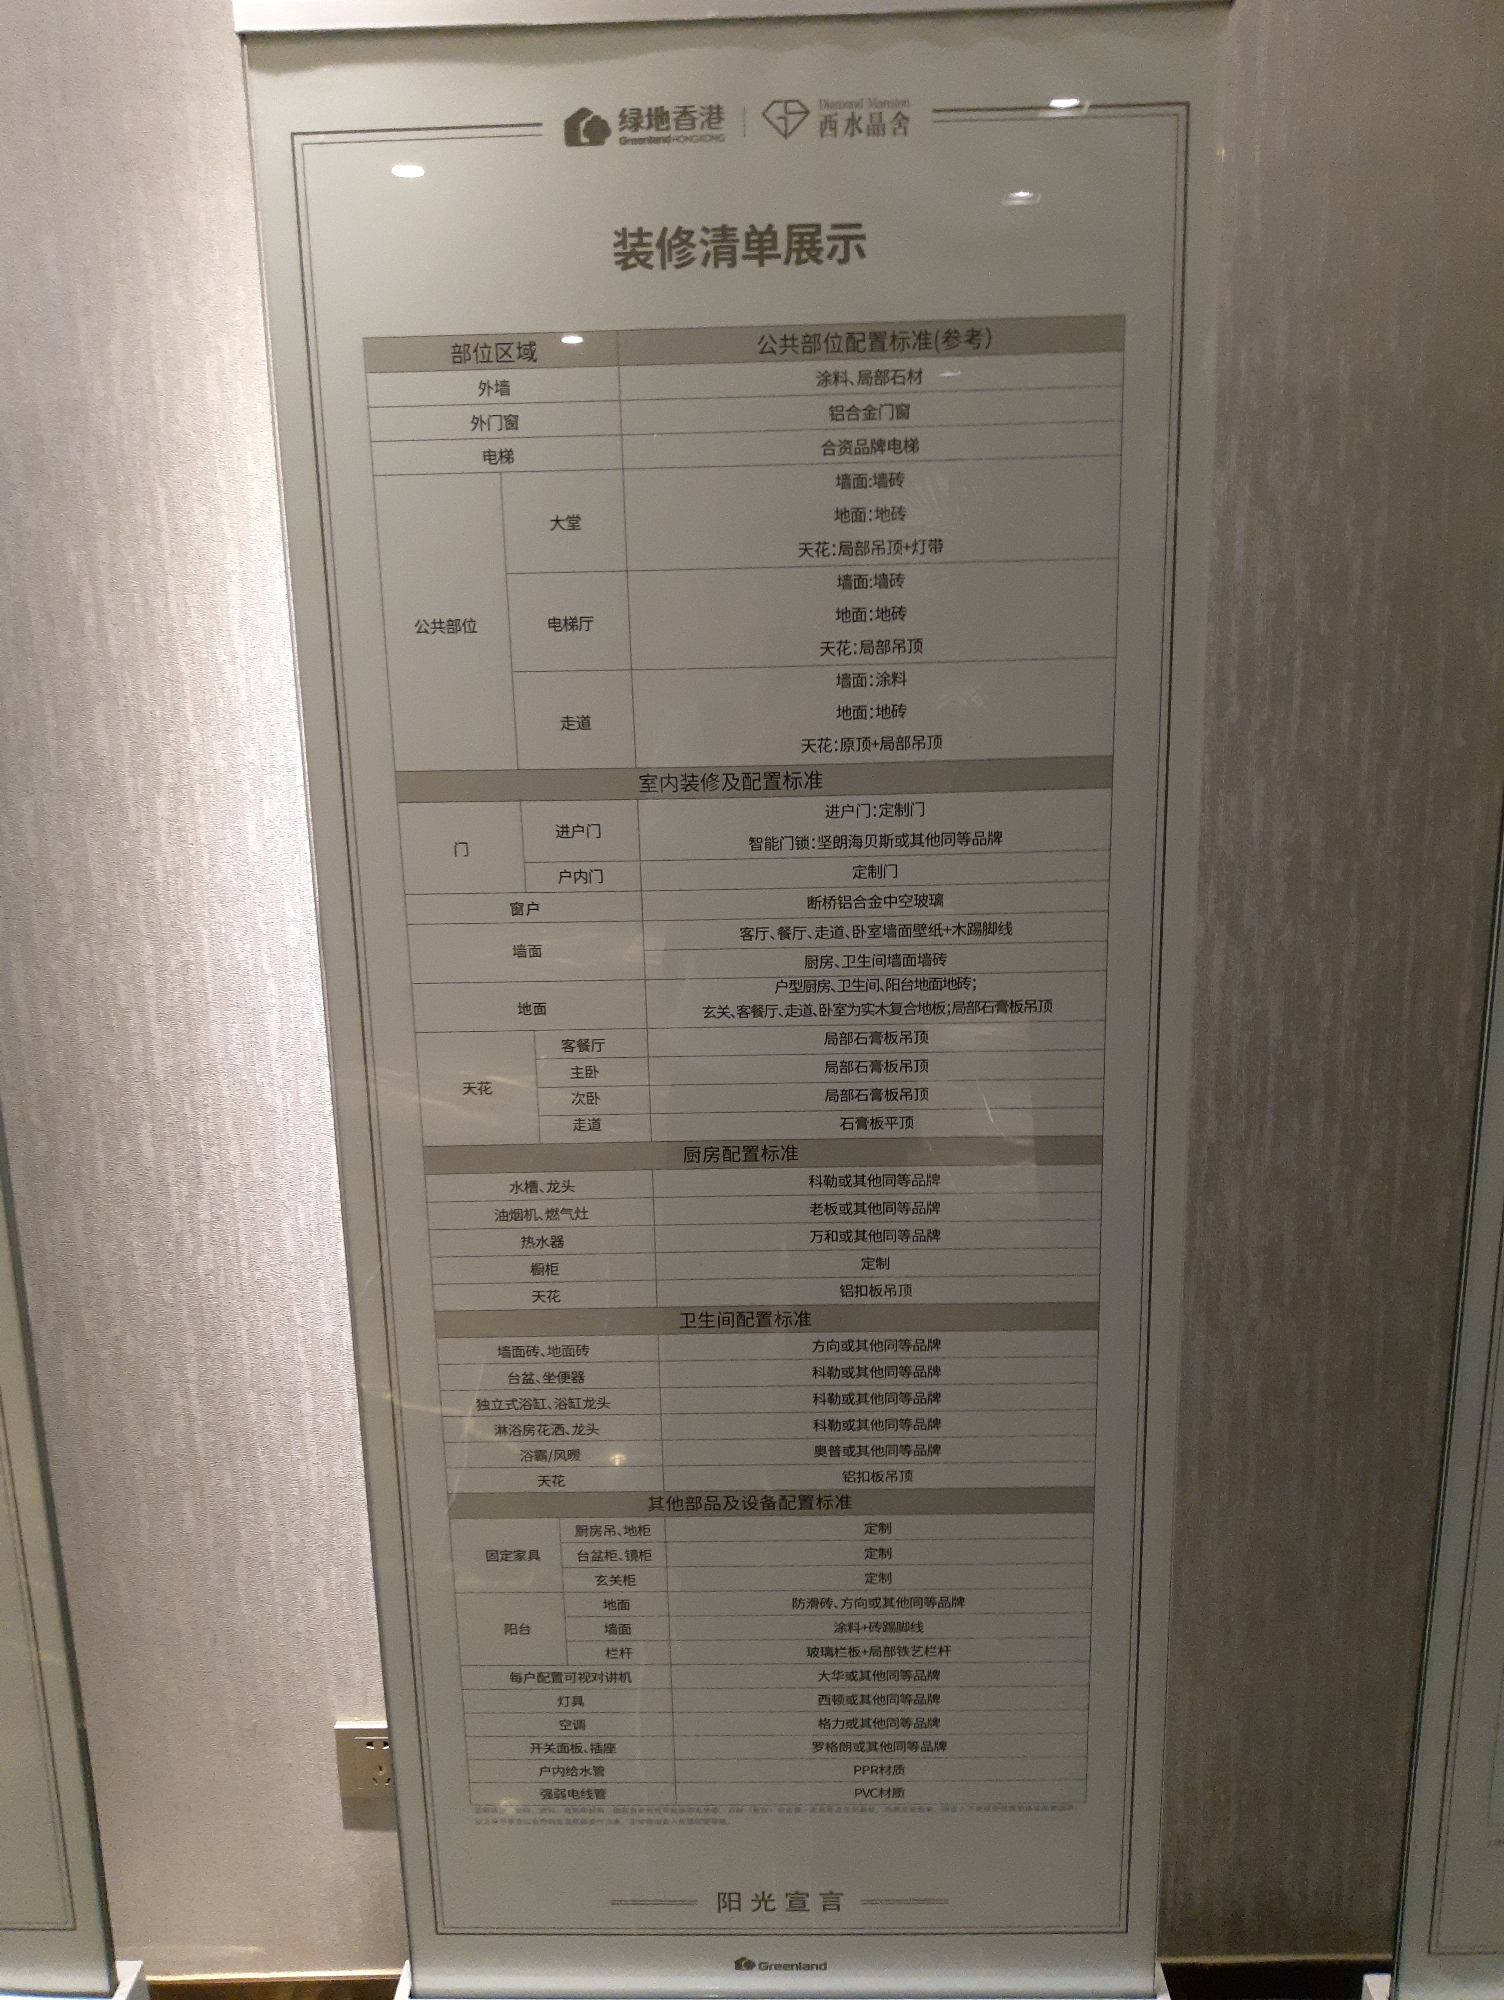 绿地香港
Greenland HONGKONG
Diamond Mansion
西水晶舍
装修清单展示
部位区域 公共部位配置标准(参考)
外墙 涂料、局部石材
外门窗 铝合金门窗
电梯 合资品牌电梯
公共部位
大堂
墙面:墙砖
地面:地砖
天花:局部吊顶+灯带
电梯厅
墙面:墙砖
地面:地砖
天花:局部吊顶
走道
墙面:涂料
地面:地砖
天花:原顶+局部吊顶
室内装修及配置标准
门
进户门
进户门:定制门
智能门锁:坚朗海贝斯或其他同等品牌
户内门 定制门
窗户 断桥铝合金中空玻璃
墙面
客厅、餐厅、走道、卧室墙面壁纸+木踢脚线
厨房、卫生间墙面墙砖
地面
户型厨房、卫生间、阳台地面地砖;
玄关、客餐厅、走道、卧室为实木复合地板;局部石膏板吊顶
天花
客餐厅 局部石膏板吊顶
主卧 局部石膏板吊顶
次卧 局部石膏板吊顶
走道 石膏板平顶
厨房配置标准
水槽、龙头 科勒或其他同等品牌
油烟机、燃气灶 老板或其他同等品牌
热水器 万和或其他同等品牌
橱柜 定制
天花 铝扣板吊顶
卫生间配置标准
墙面砖、地面砖 方向或其他同等品牌
台盆、坐便器 科勒或其他同等品牌
独立式浴缸、浴缸龙头 科勒或其他同等品牌
淋浴房花洒、龙头 科勒或其他同等品牌
浴霸/风暖 奥普或其他同等品牌
天花 铝扣板吊顶
其他部品及设备配置标准
固定家具
厨房吊、地柜 定制
台盆柜、镜柜 定制
玄关柜 定制
阳台
地面 防滑砖、方向或其他同等品牌
墙面 涂料+砖踢脚线
栏杆 玻璃栏板+局部铁艺栏杆
每户配置可视对讲机 大华或其他同等品牌
灯具 西顿或其他同等品牌
空调 格力或其他同等品牌
开关面板、插座 罗格朗或其他同等品牌
户内给水管 PPR材质
强弱电线管 PVC材质
阳光宣言
Greenland